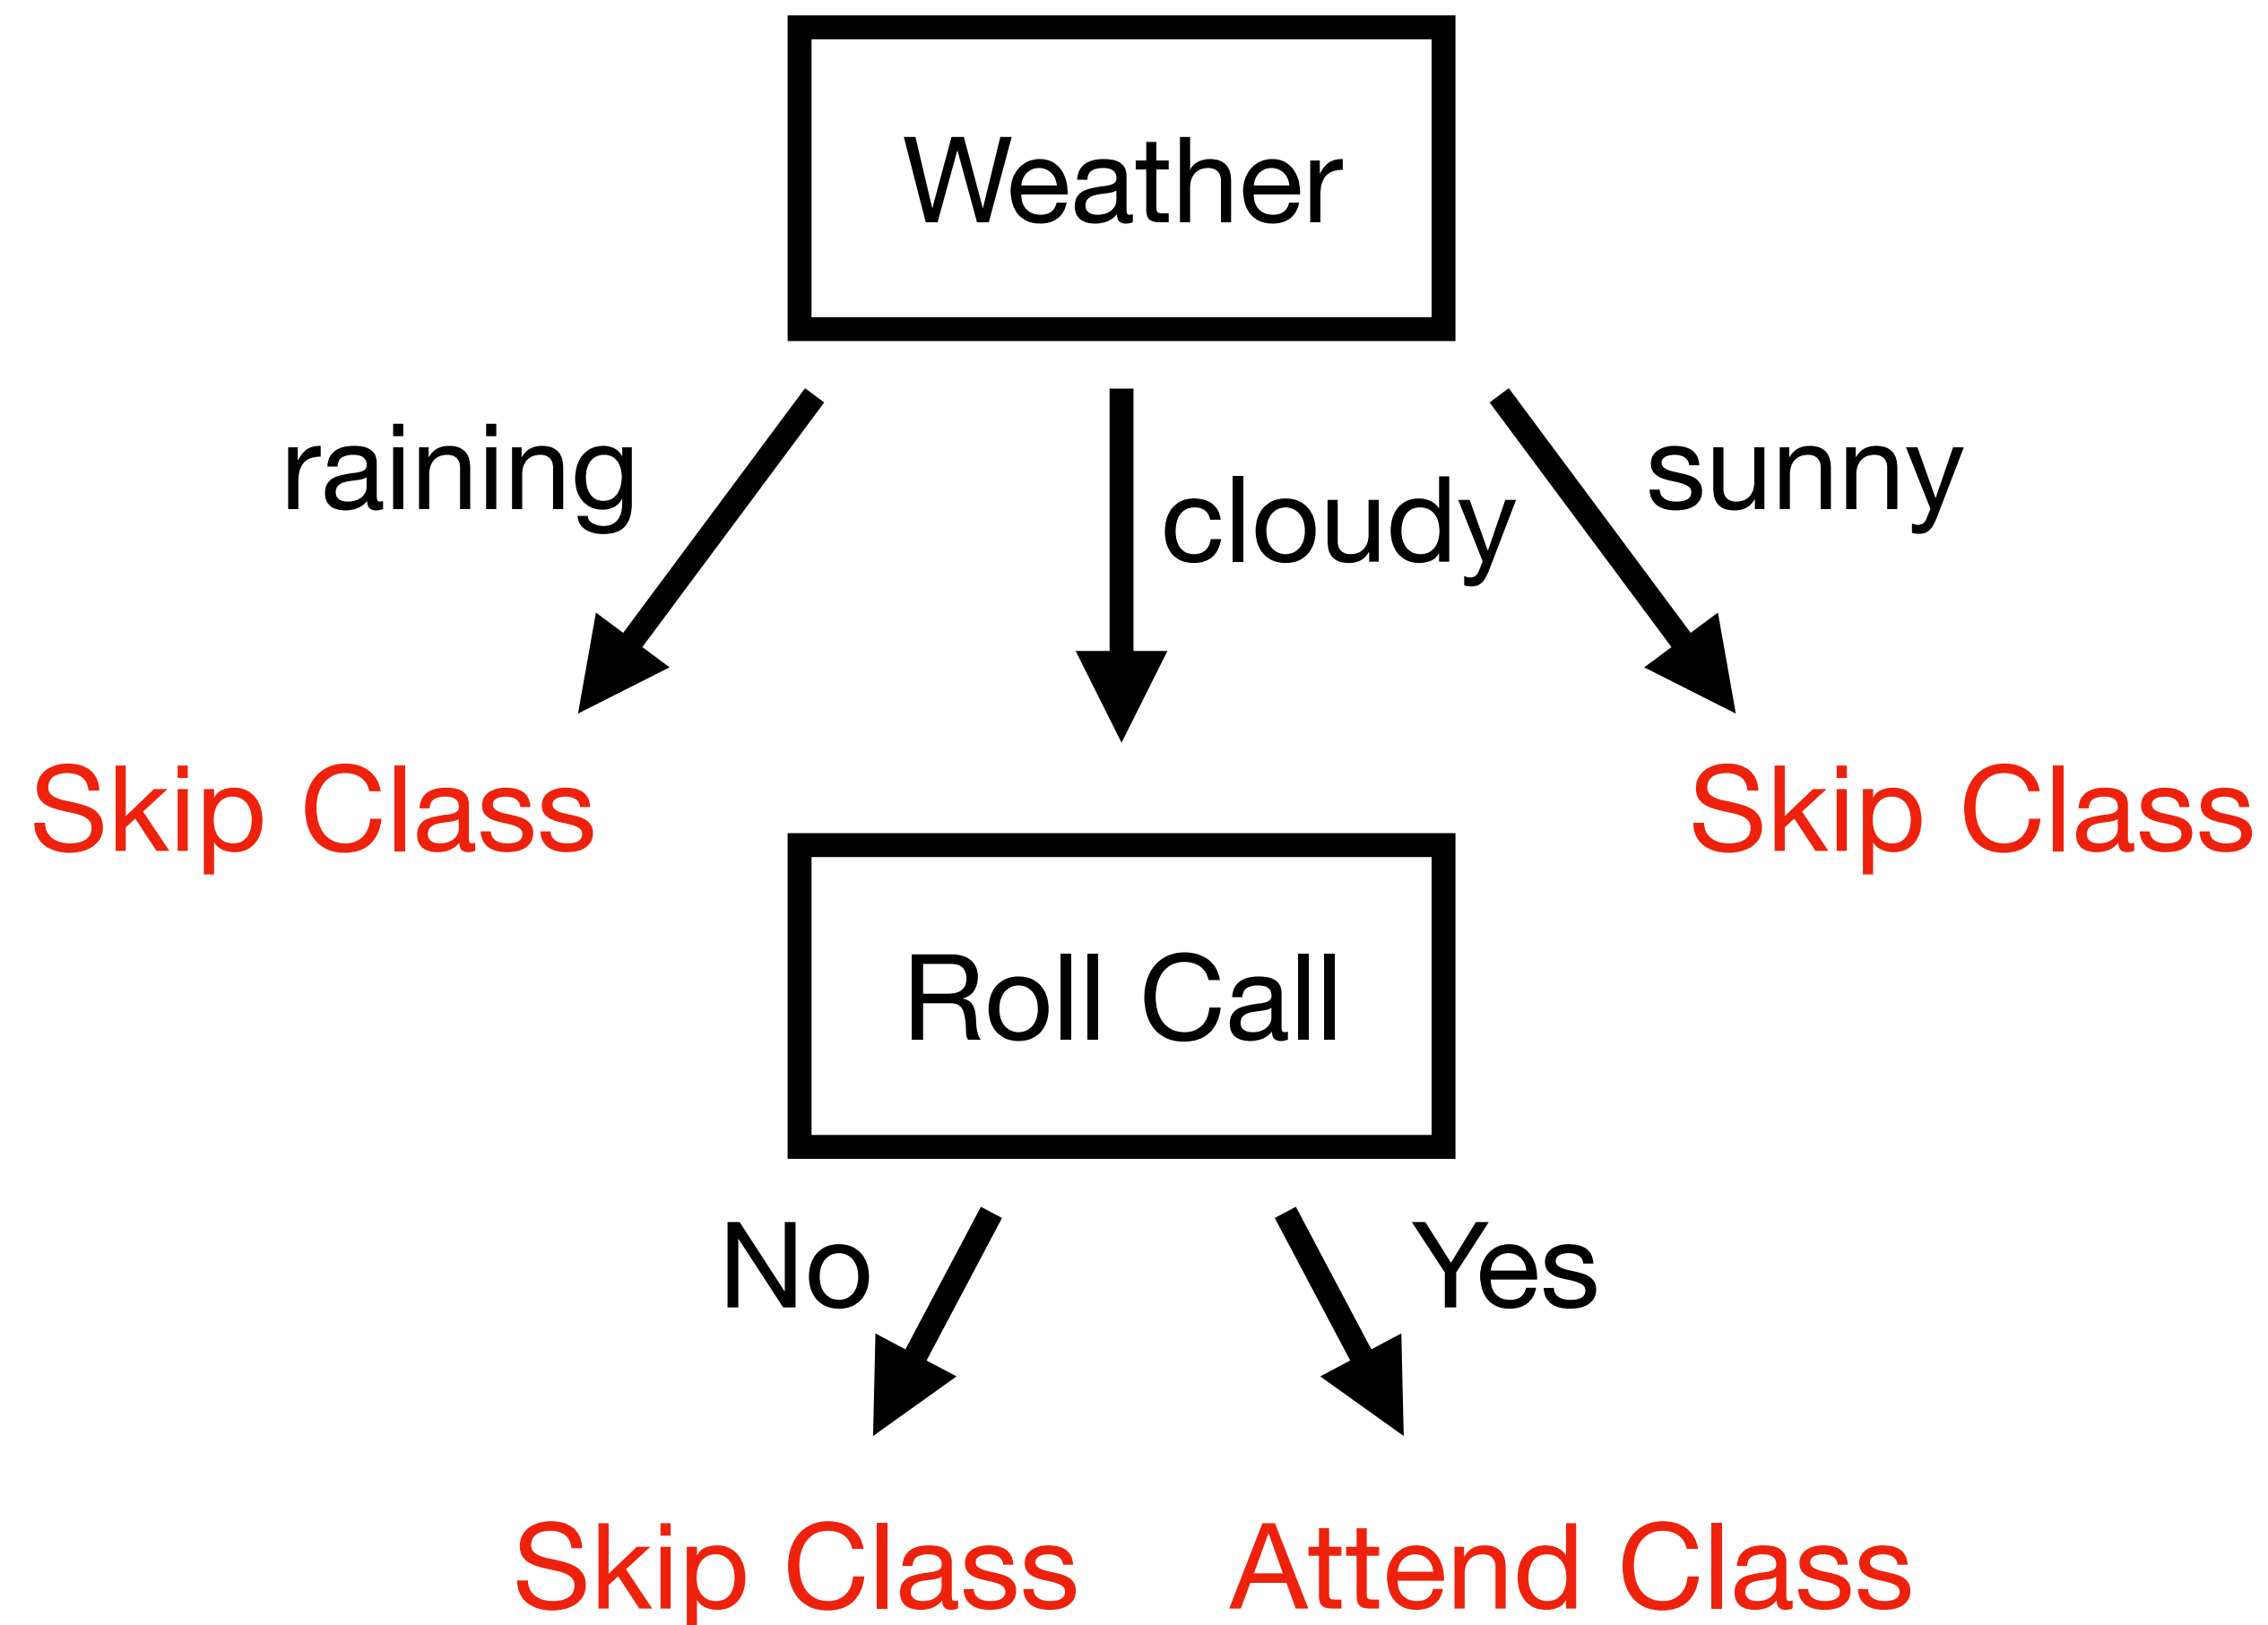 Weather
raining
cloudy
sunny
Skip Class
Skip Class
Roll Call
No
Yes
Skip Class
Attend Class